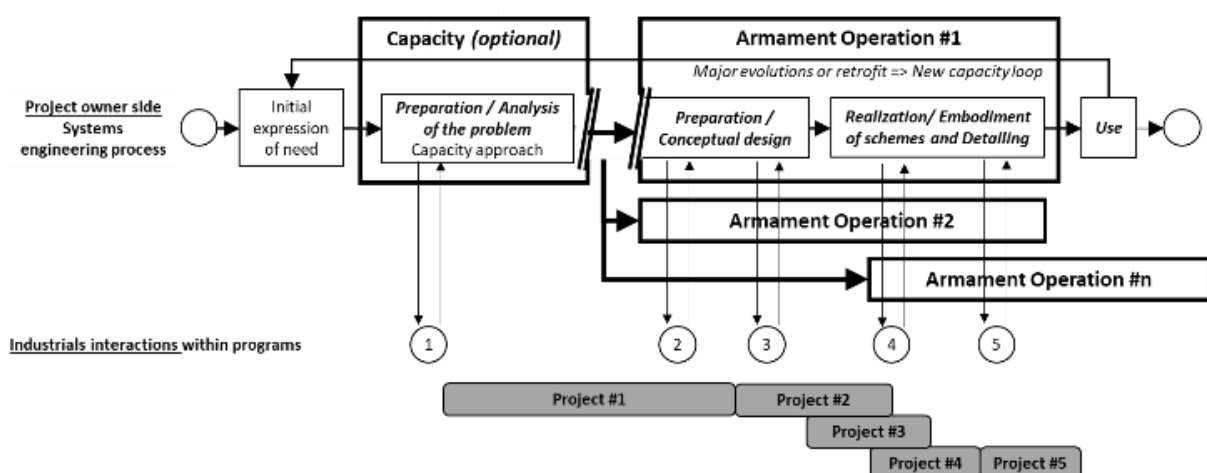 Capacity (optional)
Armament Operation #1
Major evolutions or retrofit => New capacity loop
Project owner side
Systems
engineering process
Initial
expression
of need
Preparation / Analysis
of the problem
Capacity approach
Preparation /
Conceptual design
Realization/ Embodiment
of schemes and Detailing
Use
Armament Operation #2
Armament Operation #n
Industrials interactions within programs
1
2
3
4
5
Project #1
Project #2
Project #3
Project #4
Project #5